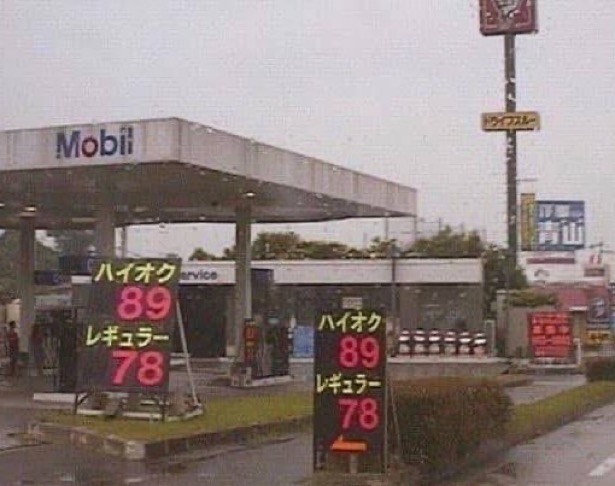 Mobil
ドライブスルー
ervice
ハイオク
89
レギュラー
78
ハイオク
89
レギュラー
78